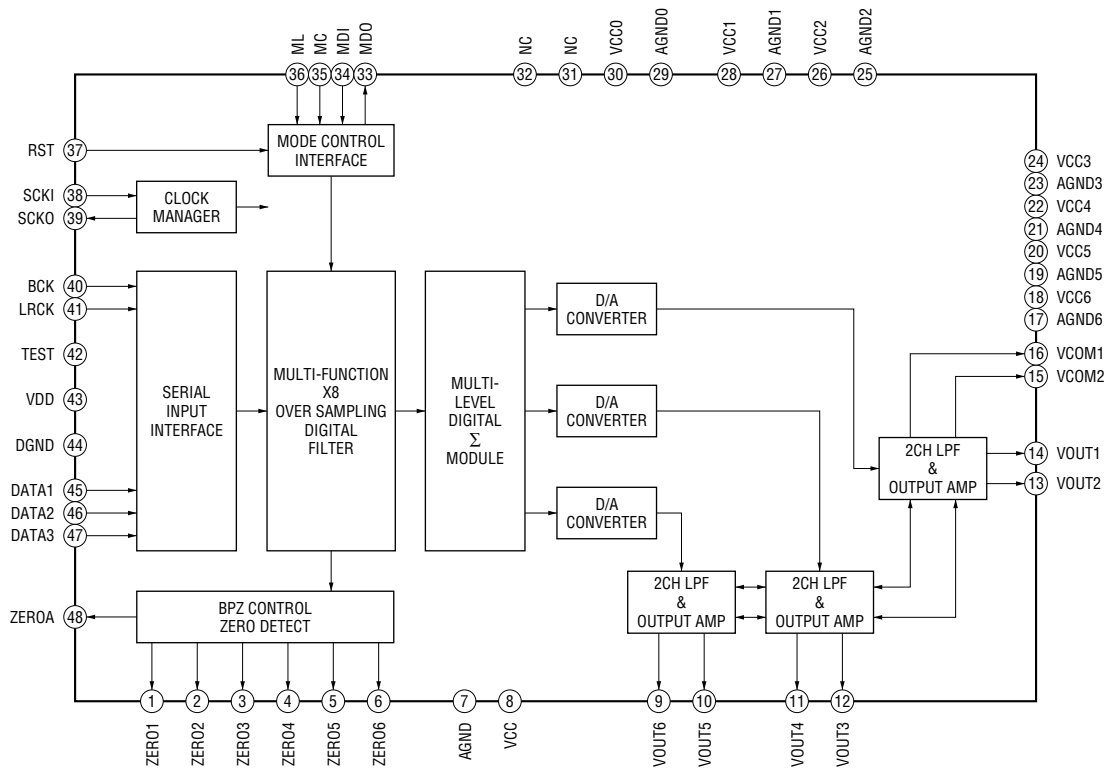 ML
MC
MDI
MDO
NC
NC
VCC0
AGND0
VCC1
AGND1
VCC2
AGND2
36
35
34
33
32
31
30
29
28
27
26
25
RST
37
MODE CONTROL
INTERFACE
SCKI
38
SCKO
39
CLOCK
MANAGER
24
VCC3
23
AGND3
22
VCC4
21
AGND4
20
VCC5
19
AGND5
18
VCC6
17
AGND6
16
VCOM1
15
VCOM2
14
VOUT1
13
VOUT2
BCK
40
LRCK
41
TEST
42
VDD
43
DGND
44
DATA1
45
DATA2
46
DATA3
47
SERIAL
INPUT
INTERFACE
MULTI-FUNCTION
X8
OVER SAMPLING
DIGITAL
FILTER
MULTI-
LEVEL
DIGITAL
Σ
MODULE
D/A
CONVERTER
D/A
CONVERTER
D/A
CONVERTER
2CH LPF
&
OUTPUT AMP
2CH LPF
&
OUTPUT AMP
2CH LPF
&
OUTPUT AMP
ZEROA
48
BPZ CONTROL
ZERO DETECT
1
2
3
4
5
6
7
8
9
10
11
12
ZERO1
ZERO2
ZERO3
ZERO4
ZERO5
ZERO6
AGND
VCC
VOUT6
VOUT5
VOUT4
VOUT3